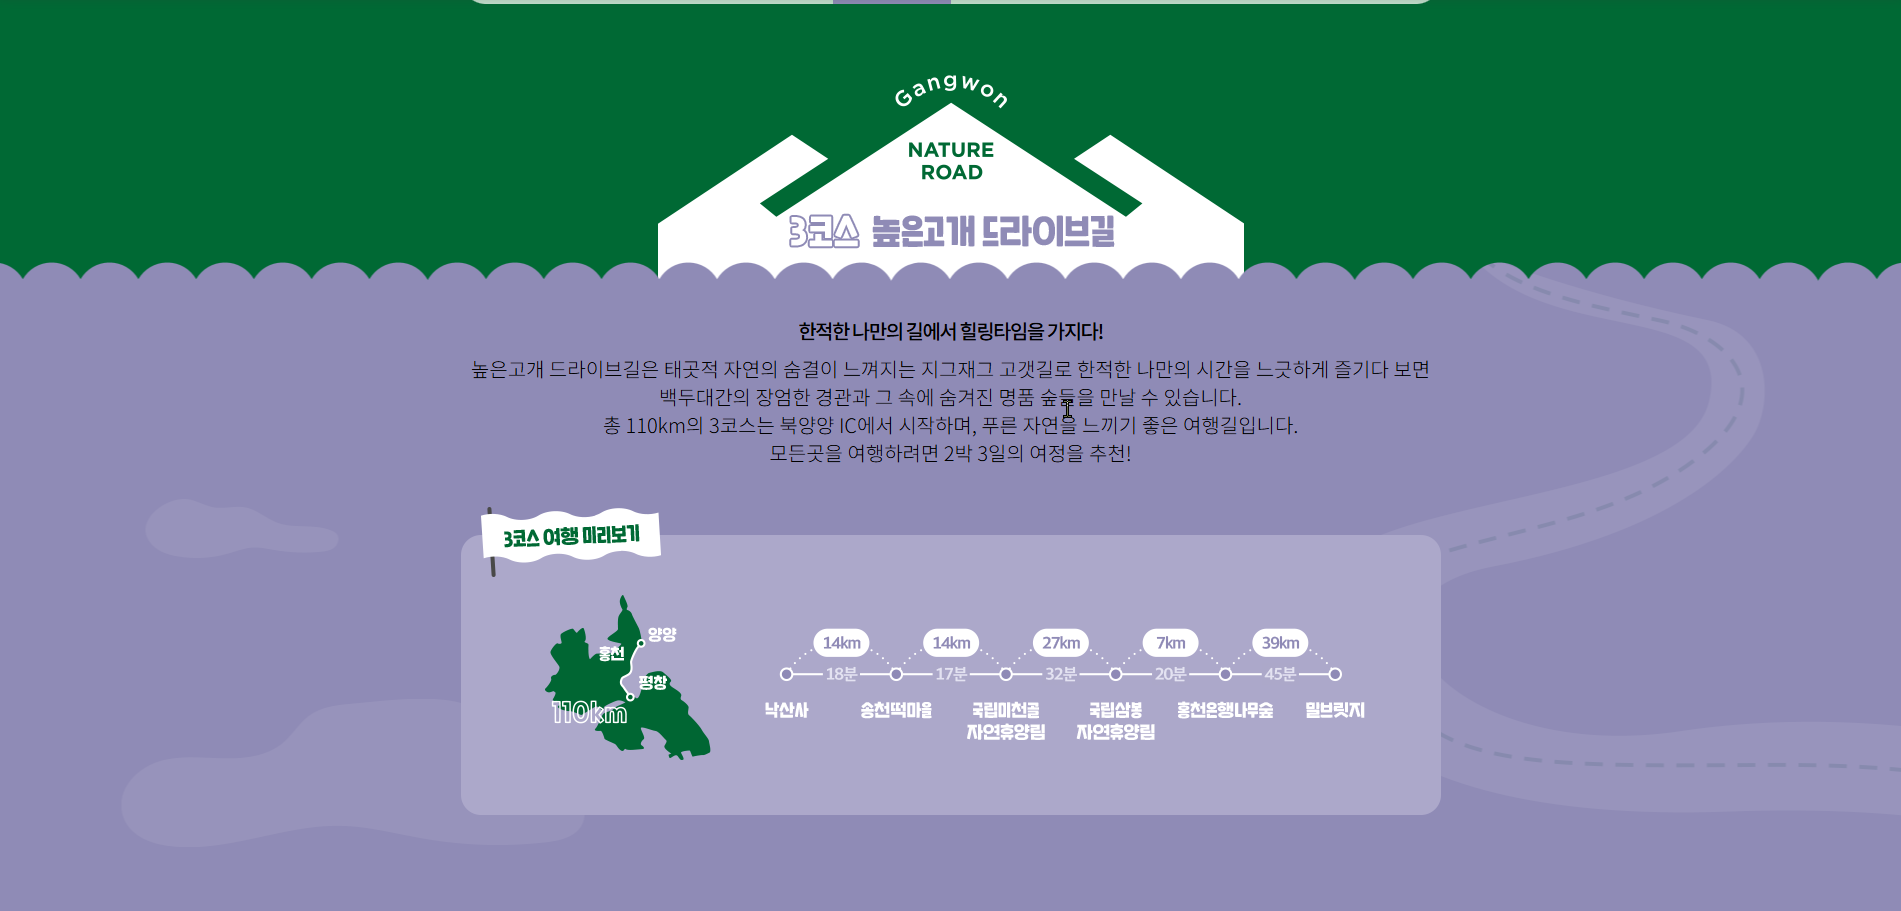 Gangwon
NATURE
ROAD
3코스 높은고개 드라이브길
한적한 나만의 길에서 힐링타임을 가지다!
높은고개 드라이브길은 태곳적 자연의 숨결이 느껴지는 지그재그 고갯길로 한적한 나만의 시간을 느긋하게 즐기다 보면
백두대간의 장엄한 경관과 그 속에 숨겨진 명품 숲들을 만날 수 있습니다.
총 110km의 3코스는 북양양 IC에서 시작하며, 푸른 자연을 느끼기 좋은 여행길입니다.
모든곳을 여행하려면 2박 3일의 여정을 추천!
3코스 여행 미리보기
양양
홍천
평창
110km
14km 14km 27km 7km 39km
18분 17분 32분 20분 45분
낙산사 송천떡마을 국립미천골 국립삼봉 홍천은행나무숲 밀브릿지
자연휴양림 자연휴양림